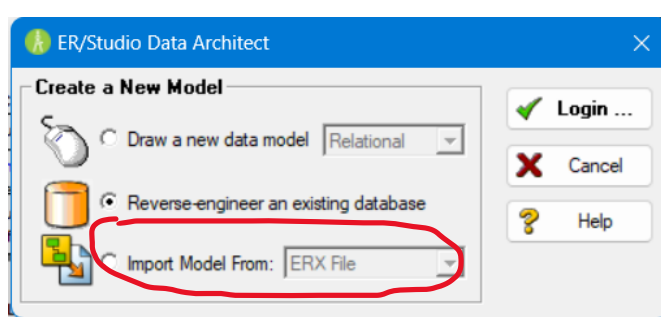 ER/Studio Data Architect
Create a New Model
Draw a new data model Relational
Reverse-engineer an existing database
Import Model From: ERX File
Login ...
Cancel
Help